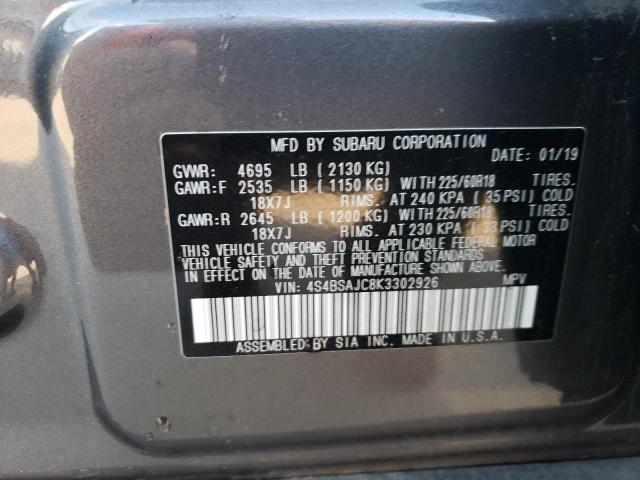 MFD BY SUBARU CORPORATION
DATE: 01/19
GVWR: 4695 LB ( 2130 KG)
GAWR:F 2535 LB ( 1150 KG) WITH 225/60R18 TIRES.
18X7J RIMS. AT 240 KPA ( 35 PSI) COLD
GAWR:R 2645 LB ( 1200 KG) WITH 225/60R18 TIRES.
18X7J RIMS. AT 230 KPA ( 33 PSI) COLD
THIS VEHICLE CONFORMS TO ALL APPLICABLE FEDERAL MOTOR
VEHICLE SAFETY, BUMPER, AND THEFT PREVENTION STANDARDS
IN EFFECT ON THE DATE OF MANUFACTURE SHOWN ABOVE.
VIN: 4S4BSAJC8K3302926 MPV
ASSEMBLED BY SIA INC. MADE IN U.S.A.